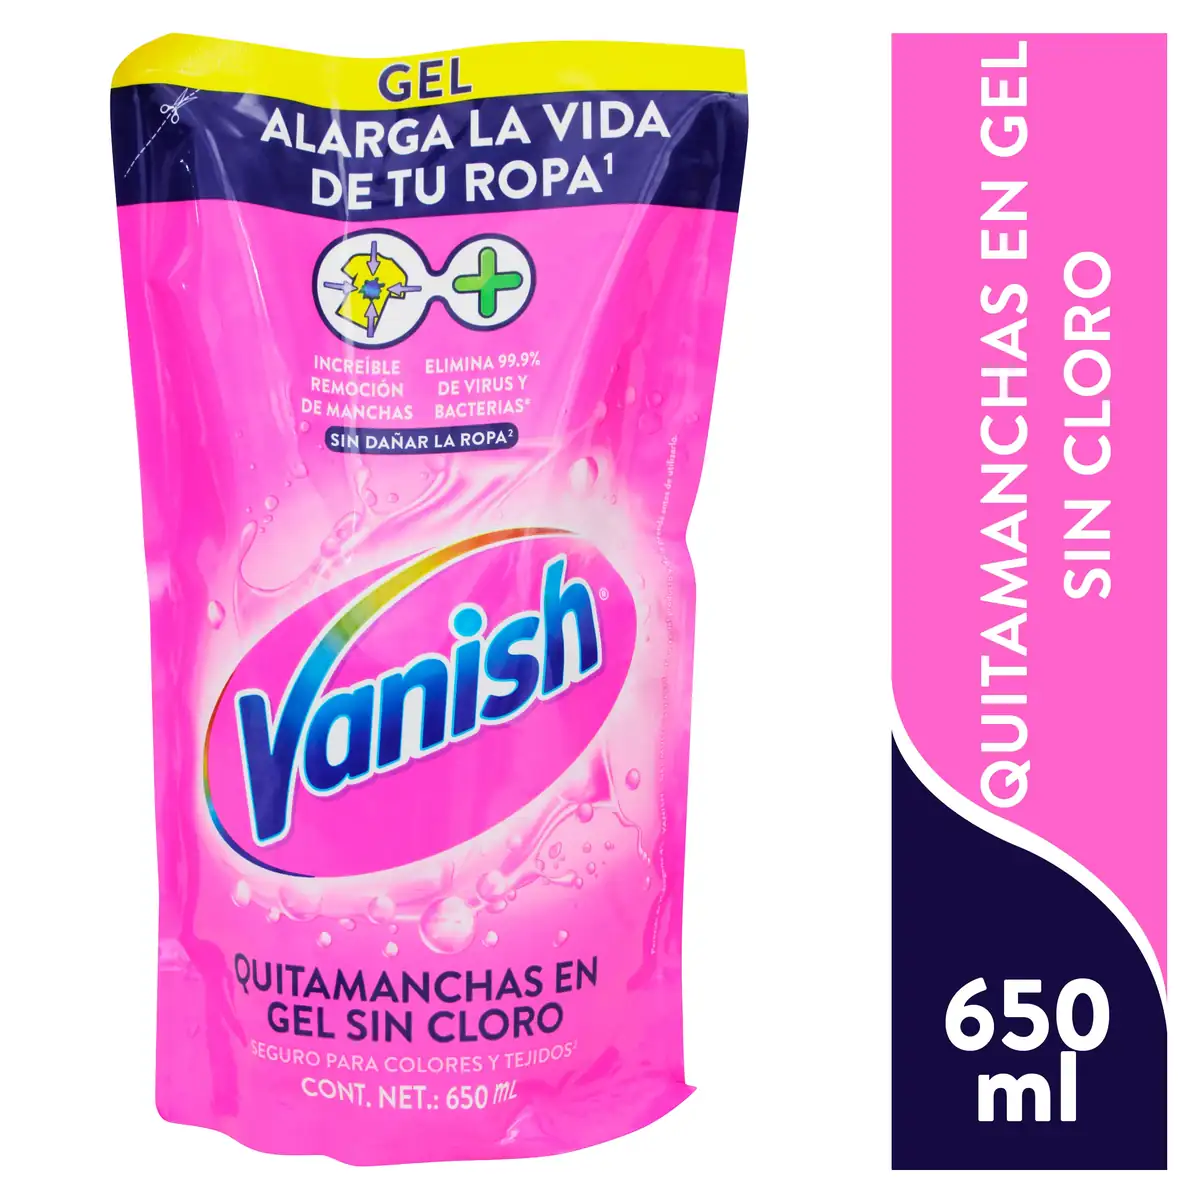 GEL
ALARGA LA VIDA
DE TU ROPA¹
INCREÍBLE
REMOCIÓN
DE MANCHAS
ELIMINA 99.9%
DE VIRUS Y
BACTERIAS*
SIN DAÑAR LA ROPA²
Vanish®
QUITAMANCHAS EN
GEL SIN CLORO
SEGURO PARA COLORES Y TEJIDOS²
CONT. NET.: 650 mL
QUITAMANCHAS EN GEL
SIN CLORO
650
ml